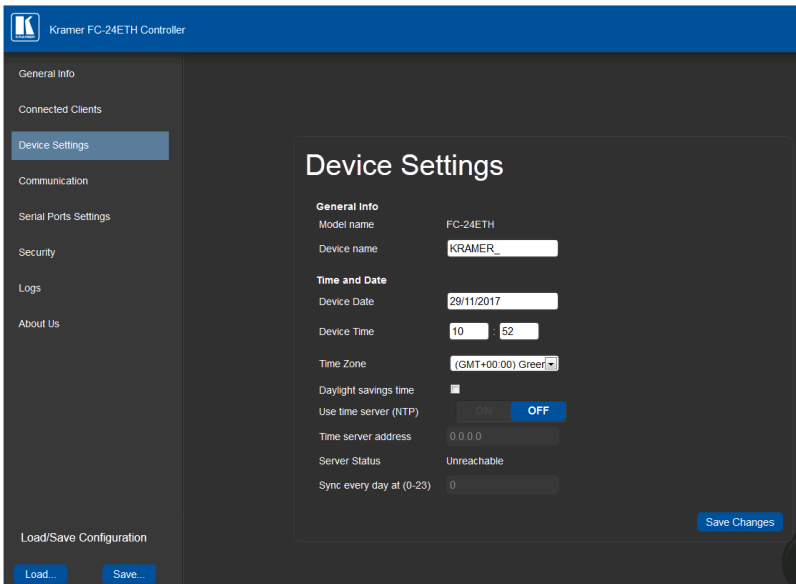 KRAMER
Kramer FC-24ETH Controller
General Info
Connected Clients
Device Settings
Communication
Serial Ports Settings
Security
Logs
About Us
Load/Save Configuration
Load... Save...
Device Settings
General Info
Model name FC-24ETH
Device name KRAMER_
Time and Date
Device Date 29/11/2017
Device Time 10 : 52
Time Zone (GMT+00:00) Greer
Daylight savings time
Use time server (NTP) ON OFF
Time server address 0.0.0.0
Server Status Unreachable
Sync every day at (0-23) 0
Save Changes